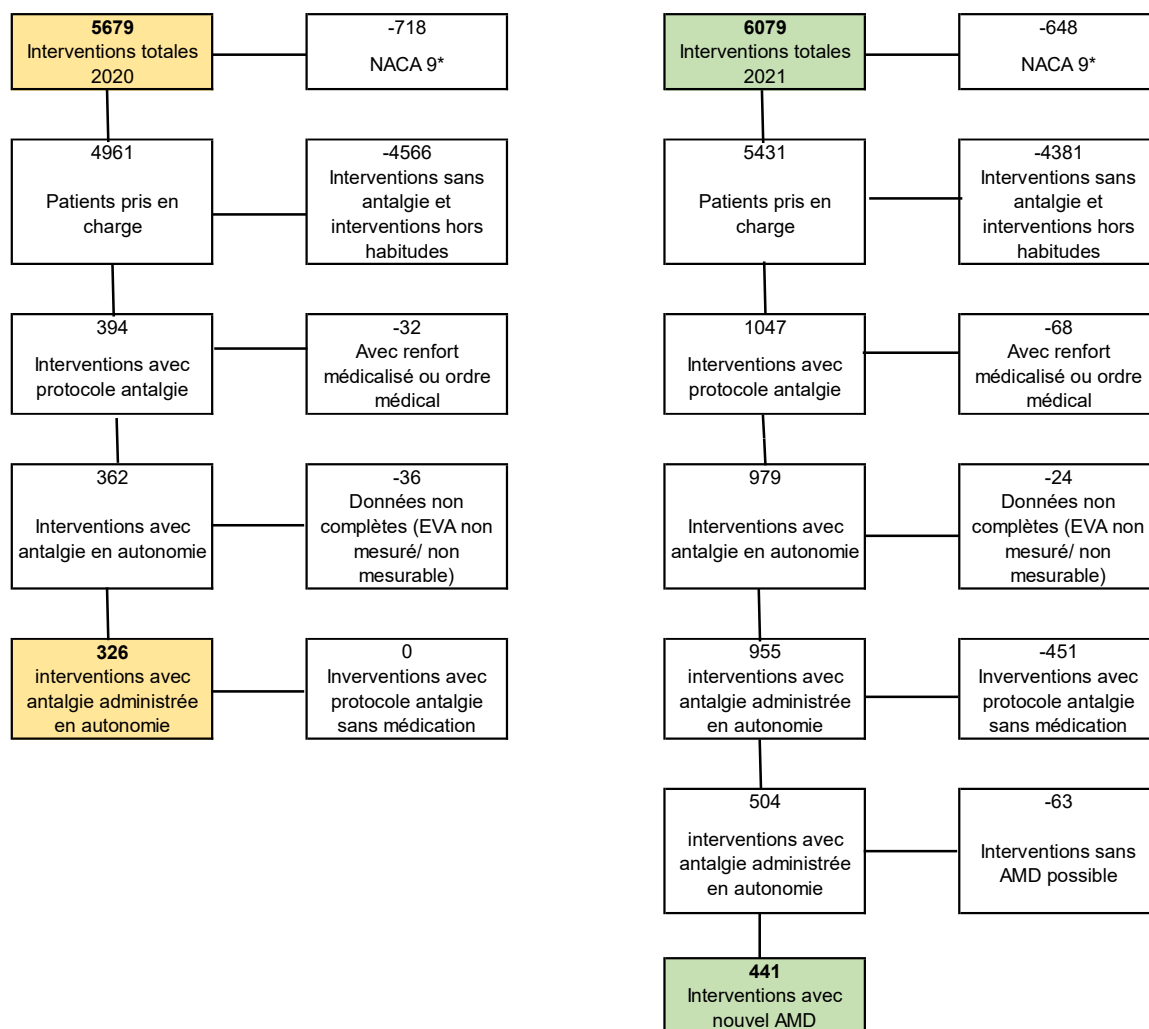 5679
Interventions totales
2020
-718
NACA 9*
4961
Patients pris en
charge
-4566
Interventions sans
antalgie et
interventions hors
habitudes
394
Interventions avec
protocole antalgie
-32
Avec renfort
médicalisé ou ordre
médical
362
Interventions avec
antalgie en autonomie
-36
Données non
complètes (EVA non
mesuré/ non
mesurable)
326
interventions avec
antalgie administrée
en autonomie
0
Inverventions avec
protocole antalgie
sans médication
6079
Interventions totales
2021
-648
NACA 9*
5431
Patients pris en
charge
-4381
Interventions sans
antalgie et
interventions hors
habitudes
1047
Interventions avec
protocole antalgie
-68
Avec renfort
médicalisé ou ordre
médical
979
Interventions avec
antalgie en autonomie
-24
Données non
complètes (EVA non
mesuré/ non
mesurable)
955
interventions avec
antalgie administrée
en autonomie
-451
Inverventions avec
protocole antalgie
sans médication
504
interventions avec
antalgie administrée
en autonomie
-63
Interventions sans
AMD possible
441
Interventions avec
nouvel AMD